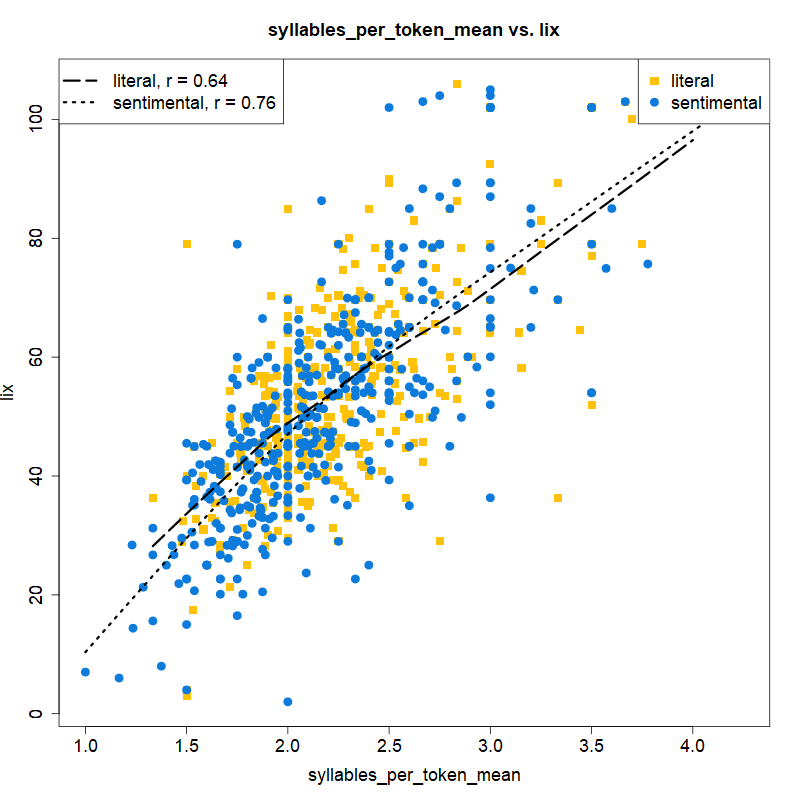 syllables_per_token_mean vs. lix
literal, r = 0.64
sentimental, r = 0.76
literal
sentimental
100
80
60
40
20
0
lix
1.0 1.5 2.0 2.5 3.0 3.5 4.0
syllables_per_token_mean